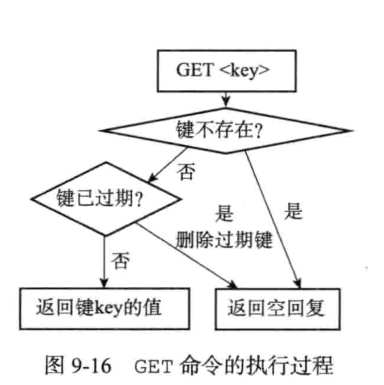 GET <key>
键不存在?
否
键已过期?
是
是
删除过期键
否
返回键key的值
返回空回复
图 9-16 GET 命令的执行过程